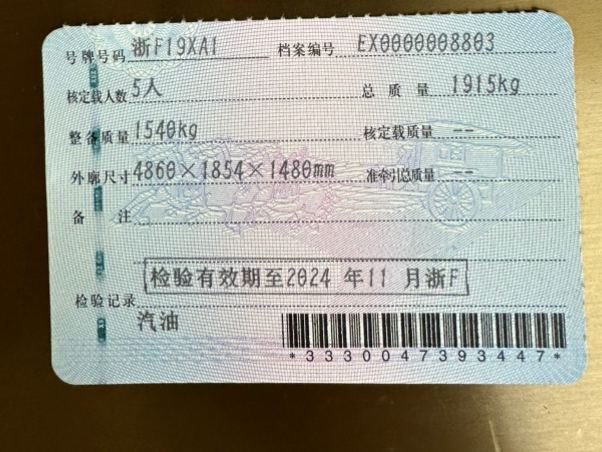 号牌号码 浙F19XA1 档案编号 EX0000008803
核定载人数 5人 总质量 1915kg
整备质量 1540kg 核定载质量 --
外廓尺寸 4860×1854×1480mm 准牵引总质量 --
备注
检验有效期至2024年11月浙F
检验记录
汽油
*3330047393447*